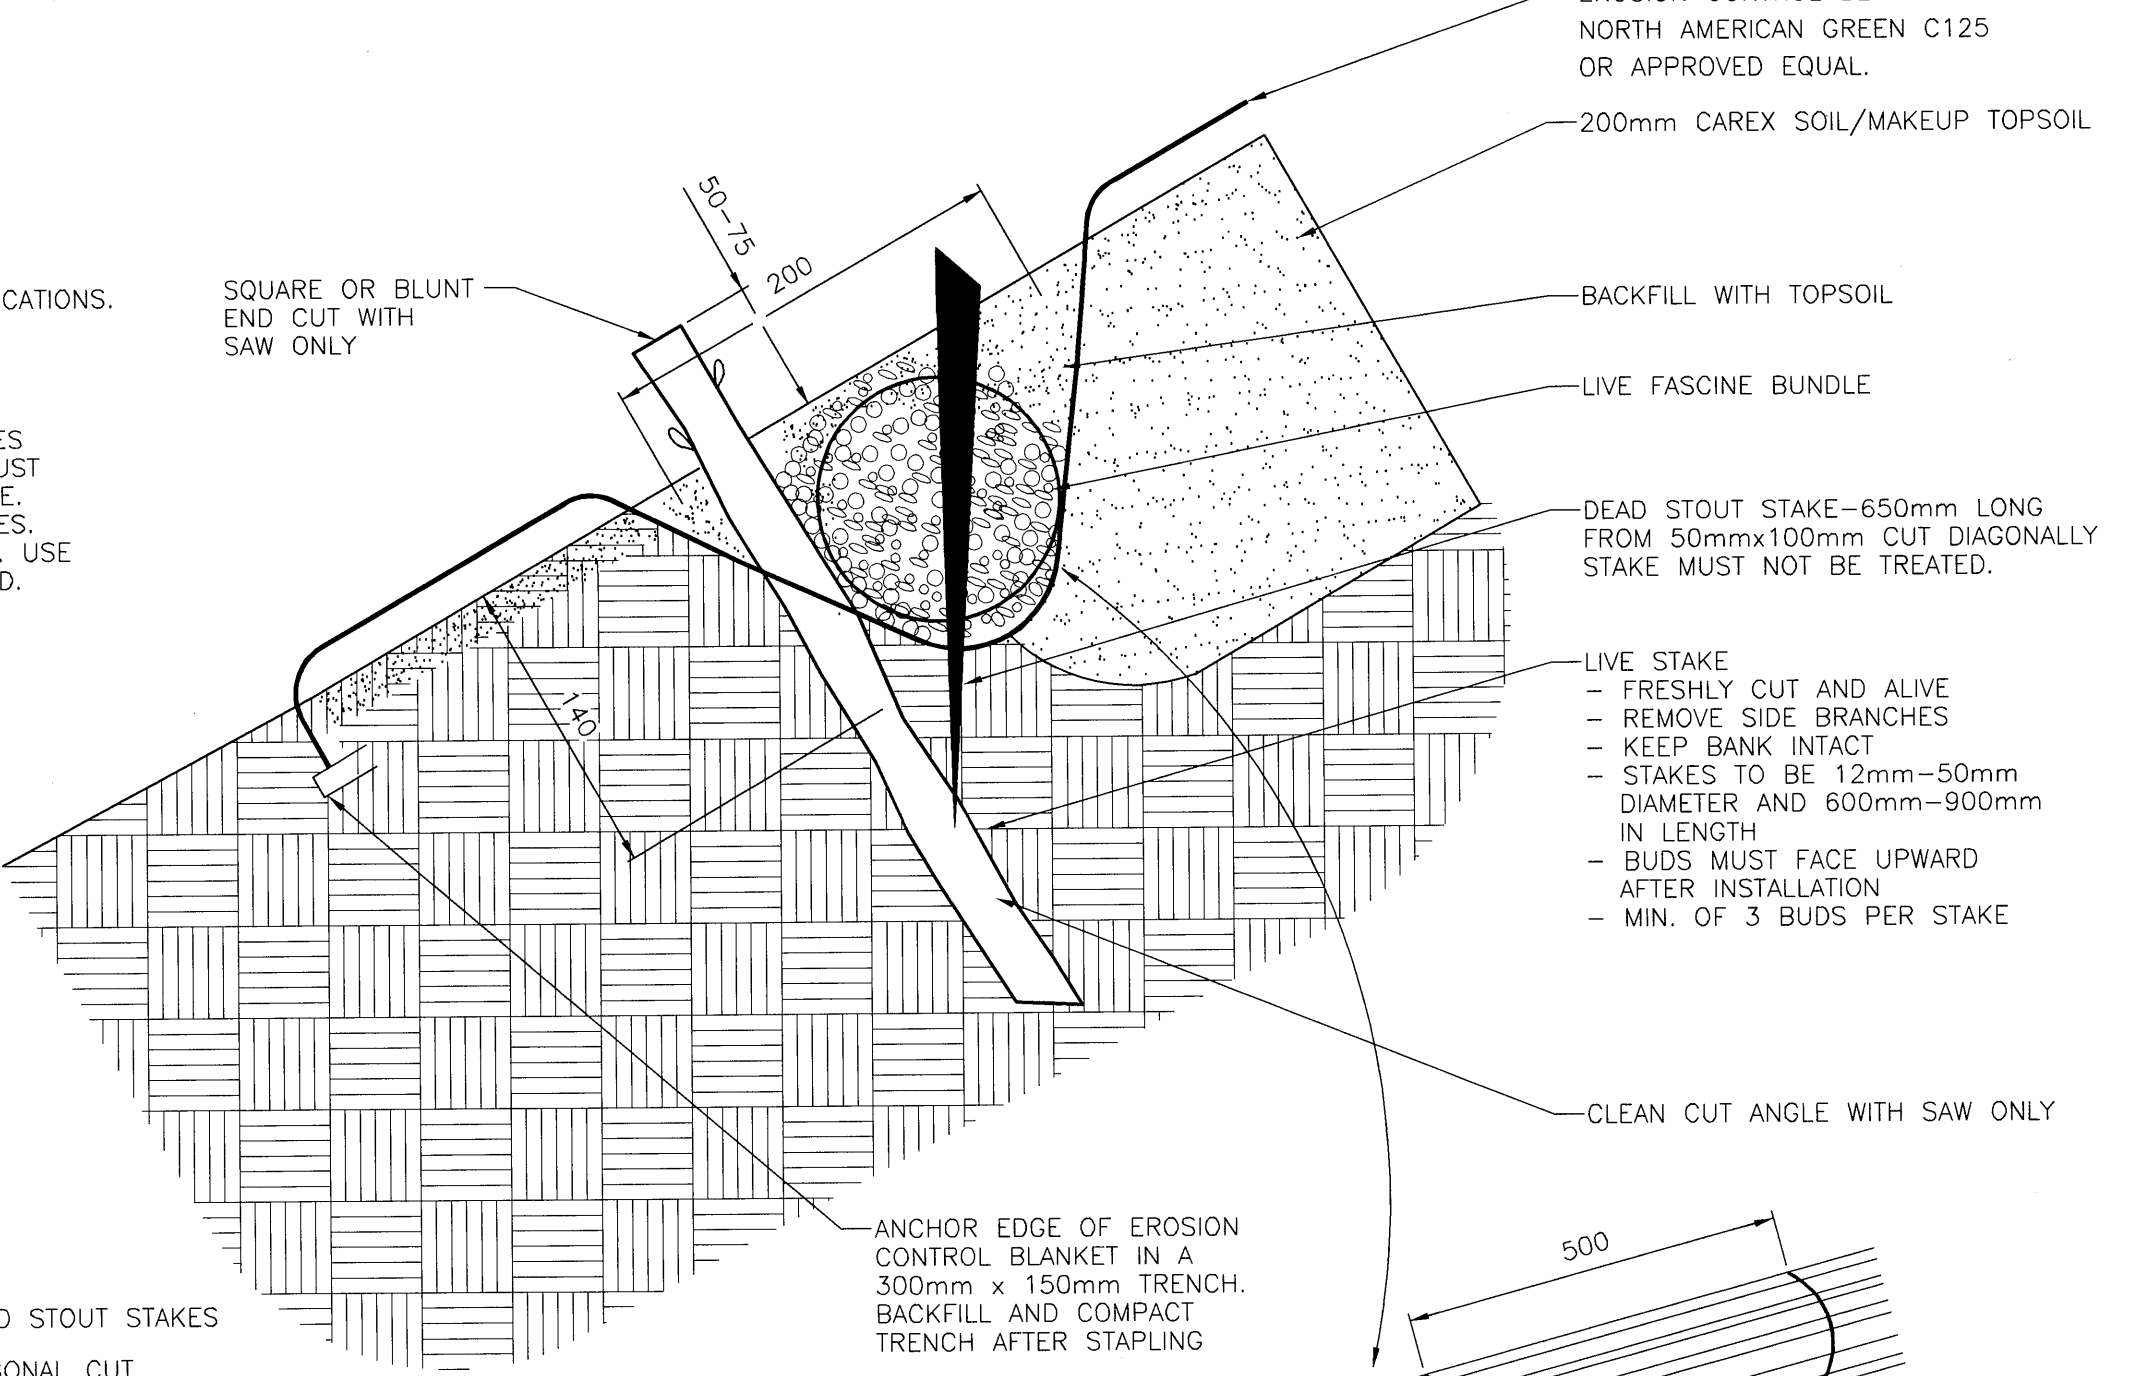 NORTH AMERICAN GREEN C125
OR APPROVED EQUAL.
200mm CAREX SOIL/MAKEUP TOPSOIL
50-75
200
CATIONS.
SQUARE OR BLUNT
END CUT WITH
SAW ONLY
BACKFILL WITH TOPSOIL
LIVE FASCINE BUNDLE
ES
UST
E.
ES.
USE
D.
DEAD STOUT STAKE-650mm LONG
FROM 50mmx100mm CUT DIAGONALLY
STAKE MUST NOT BE TREATED.
140
LIVE STAKE
- FRESHLY CUT AND ALIVE
- REMOVE SIDE BRANCHES
- KEEP BANK INTACT
- STAKES TO BE 12mm-50mm
DIAMETER AND 600mm-900mm
IN LENGTH
- BUDS MUST FACE UPWARD
AFTER INSTALLATION
- MIN. OF 3 BUDS PER STAKE
CLEAN CUT ANGLE WITH SAW ONLY
ANCHOR EDGE OF EROSION
CONTROL BLANKET IN A
300mm x 150mm TRENCH.
BACKFILL AND COMPACT
TRENCH AFTER STAPLING
500
D STOUT STAKES
GONAL CUT